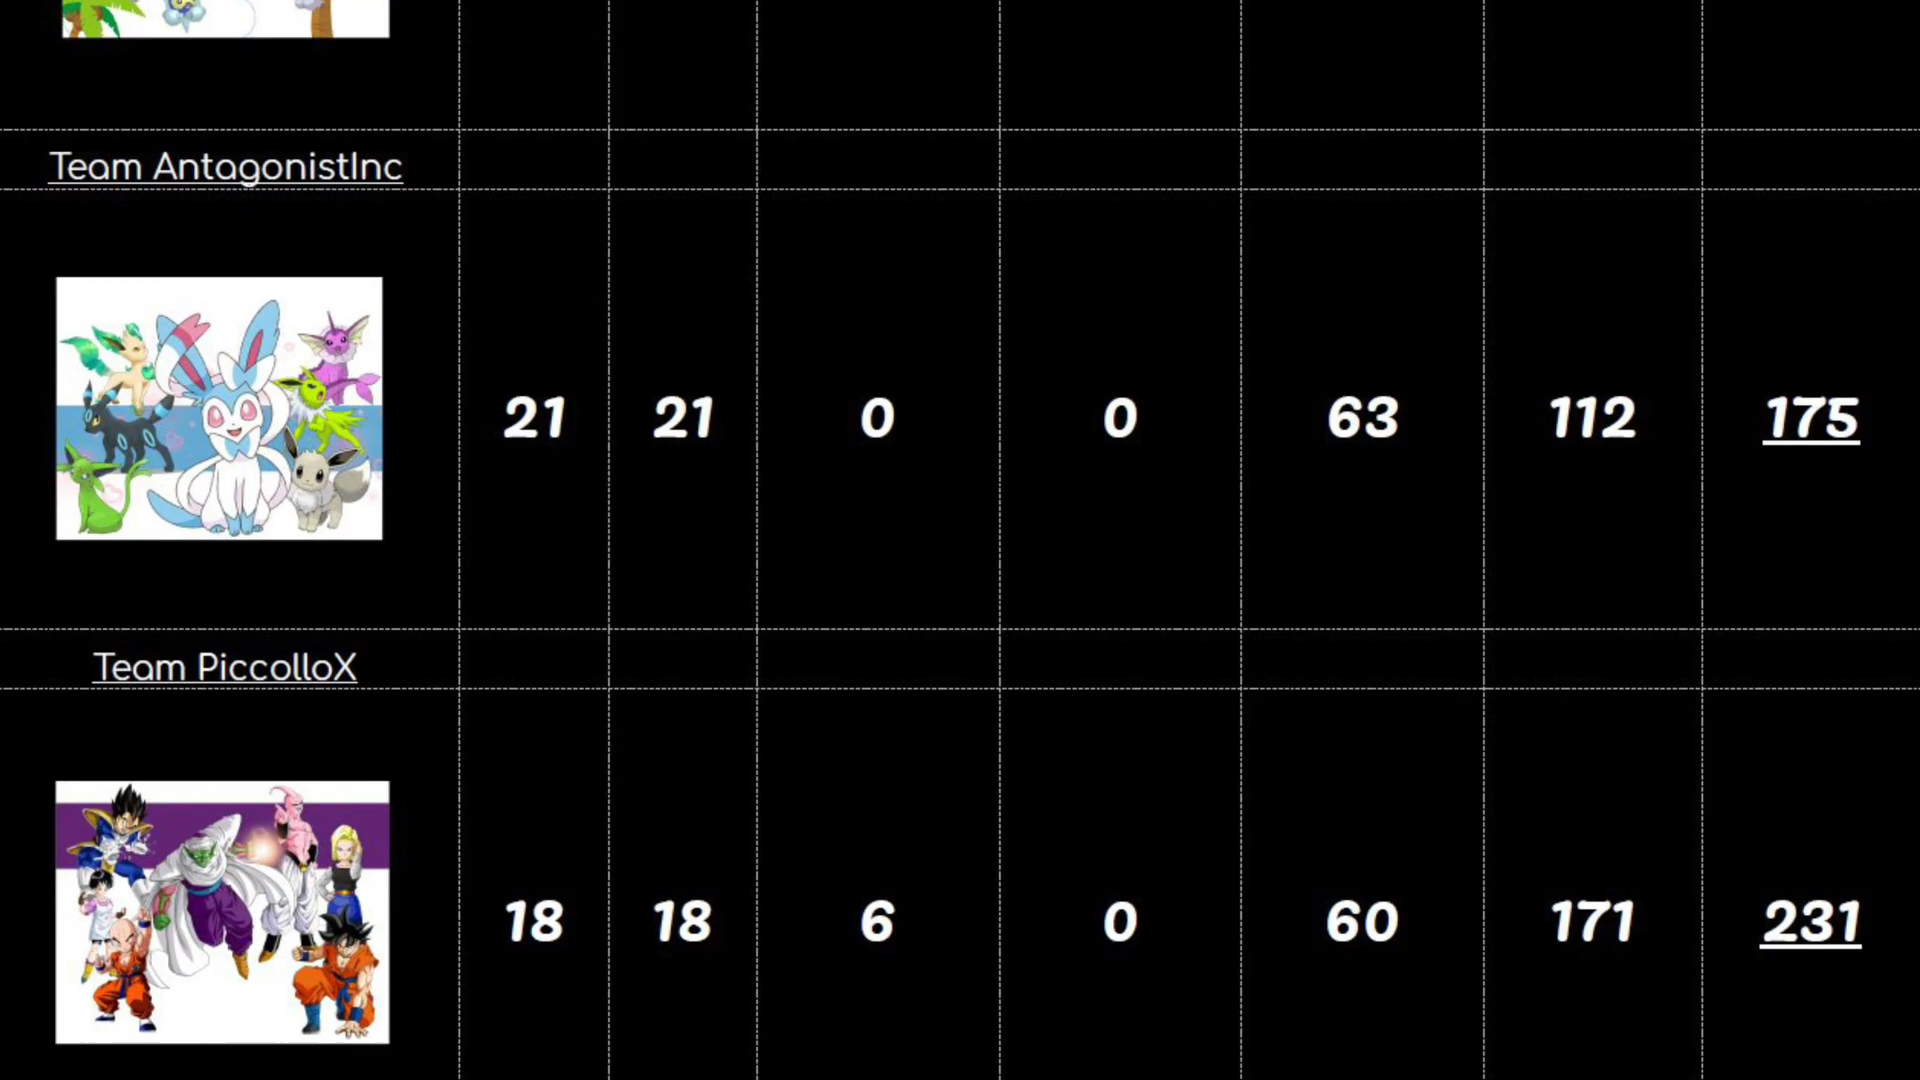 Team AntagonistInc
21 21 0 0 63 112 175
Team PiccolloX
18 18 6 0 60 171 231